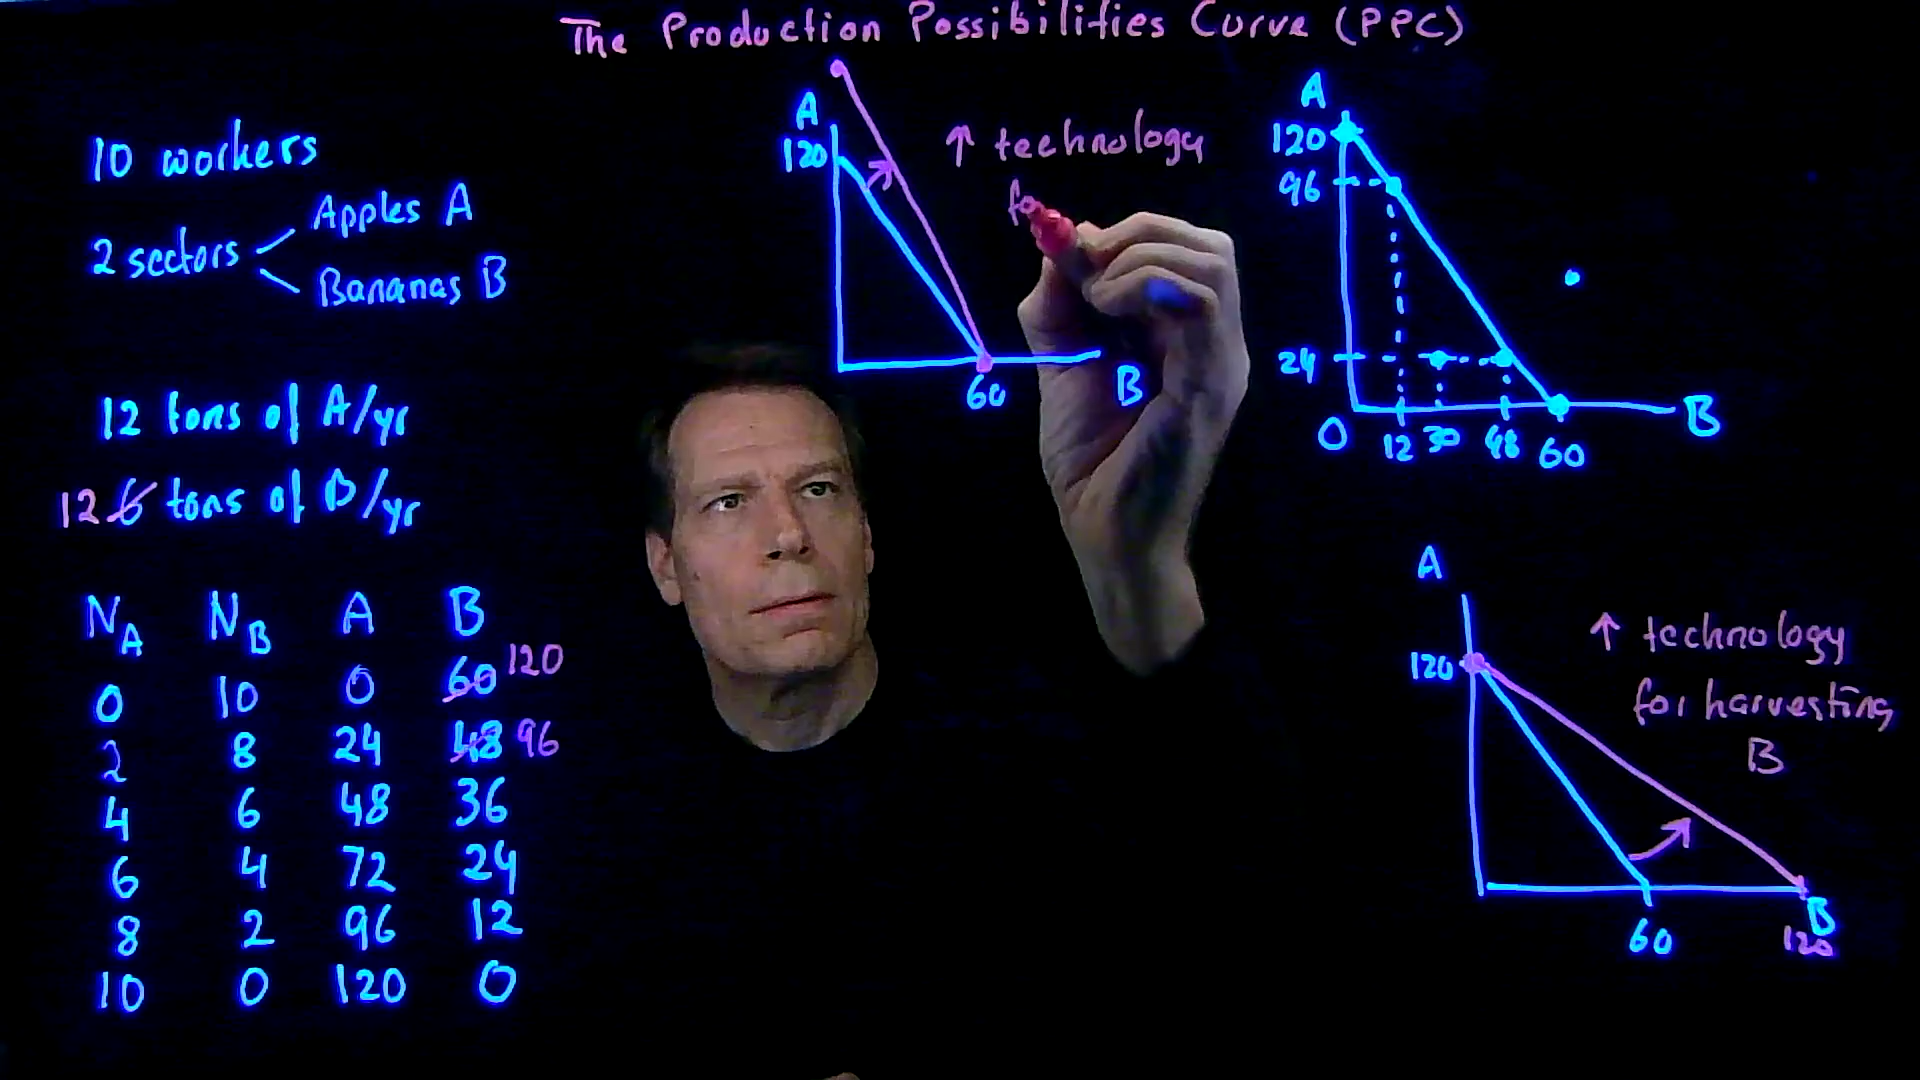 The Production Possibilities Curve (PPC)
10 workers
2 sectors
Apples A
Bananas B
12 tons of A/yr
12 6 tons of B/yr
N_A N_B A B
0 10 0 60 120
2 8 24 48 96
4 6 48 36
6 4 72 24
8 2 96 12
10 0 120 0
A
120
↑ technology
fo
60
B
A
120
96
24
0 12 30 48 60 B
A
120
↑ technology
for harvesting
B
60 120 B